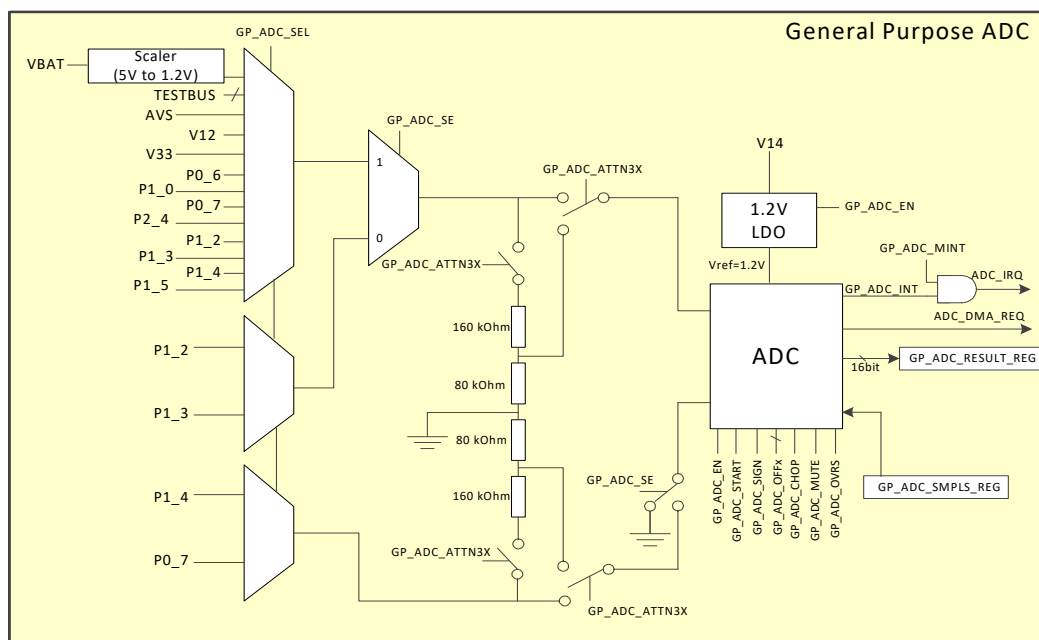 General Purpose ADC
GP_ADC_SEL
VBAT
Scaler
(5V to 1.2V)
TESTBUS
AVS
V12
V33
P0_6
P1_0
P0_7
P2_4
P1_2
P1_3
P1_4
P1_5
GP_ADC_SE
1
0
P1_2
P1_3
P1_4
P0_7
GP_ADC_ATTN3X
GP_ADC_ATTN3X
160 kOhm
80 kOhm
80 kOhm
160 kOhm
GP_ADC_ATTN3X
GP_ADC_ATTN3X
GP_ADC_SE
V14
1.2V
LDO
GP_ADC_EN
Vref=1.2V
ADC
GP_ADC_MINT
GP_ADC_INT
ADC_IRQ
ADC_DMA_REQ
16bit
GP_ADC_RESULT_REG
GP_ADC_SMPLS_REG
GP_ADC_EN
GP_ADC_START
GP_ADC_SIGN
GP_ADC_OFFx
GP_ADC_CHOP
GP_ADC_MUTE
GP_ADC_OVRS